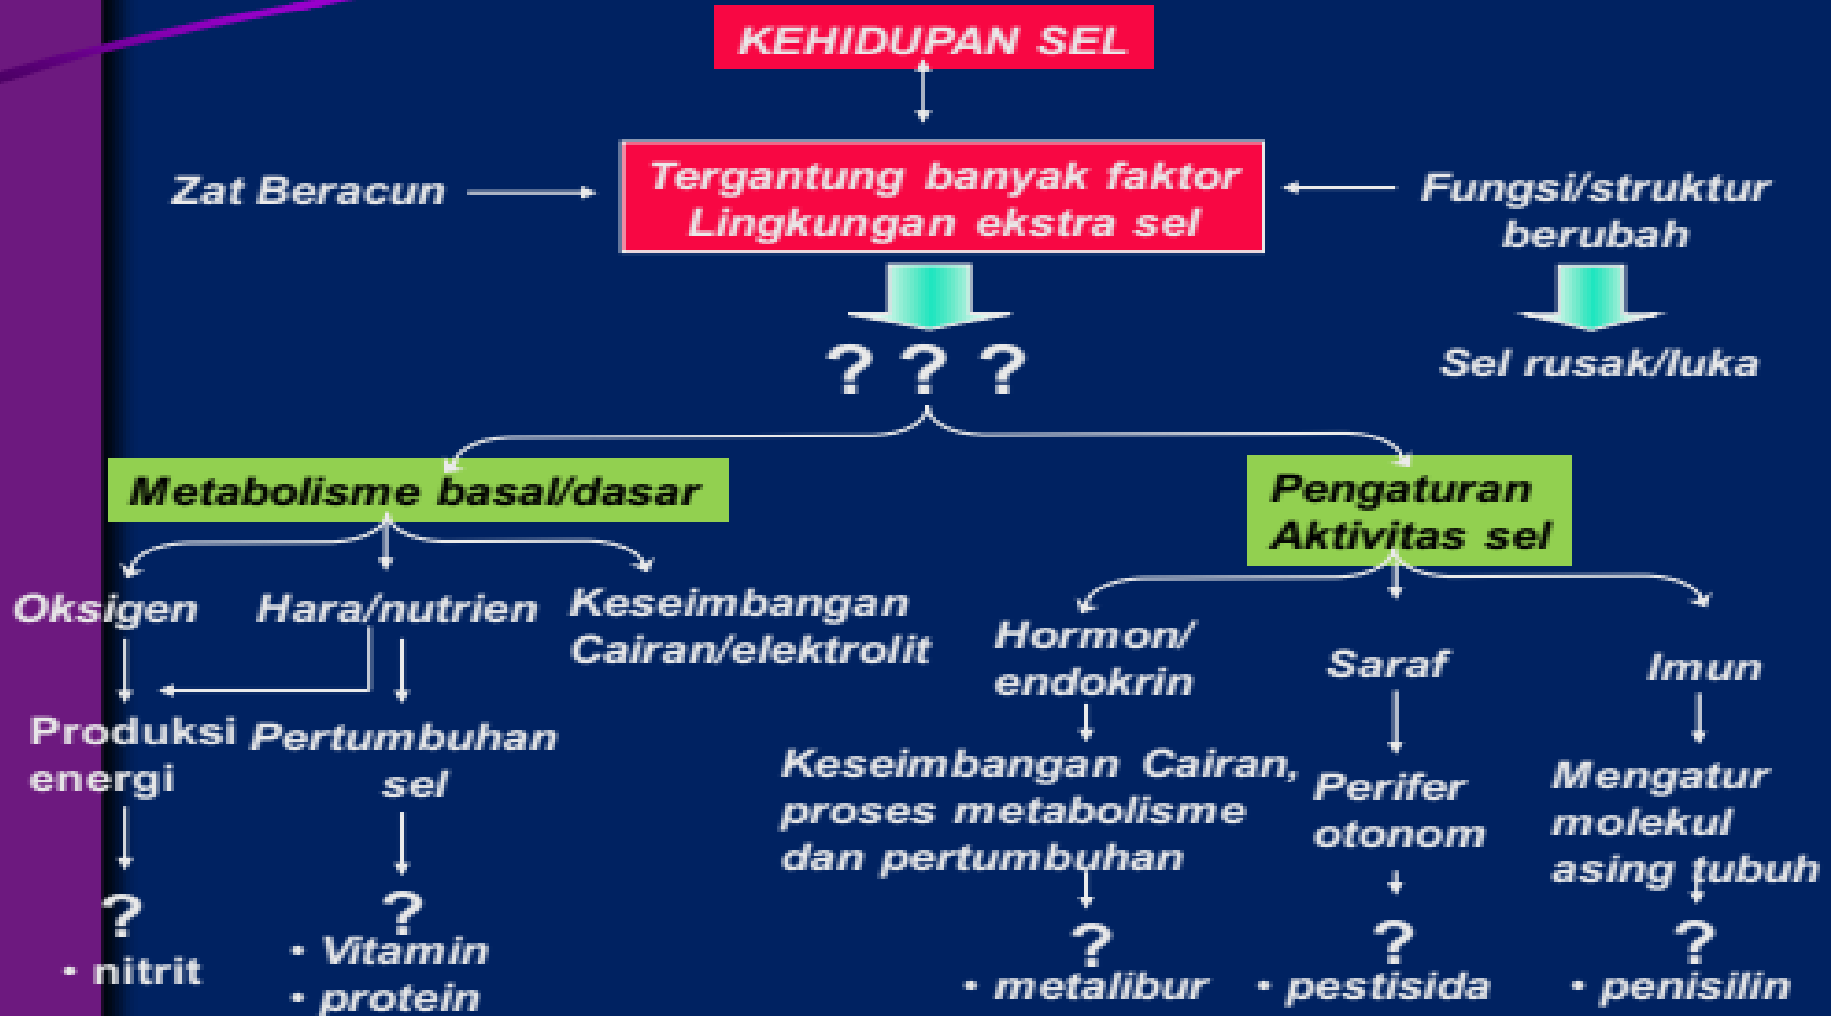 KEHIDUPAN SEL
Zat Beracun
Tergantung banyak faktor
Lingkungan ekstra sel
Fungsi/struktur
berubah
Sel rusak/luka
? ? ?
Metabolisme basal/dasar
Pengaturan
Aktivitas sel
Oksigen
Hara/nutrien
Keseimbangan
Cairan/elektrolit
Hormon/
endokrin
Saraf
Imun
Produksi
energi
Pertumbuhan
sel
Keseimbangan Cairan,
proses metabolisme
dan pertumbuhan
Perifer
otonom
Mengatur
molekul
asing tubuh
?
• nitrit
?
• Vitamin
• protein
?
• metalibur
?
• pestisida
?
• penisilin